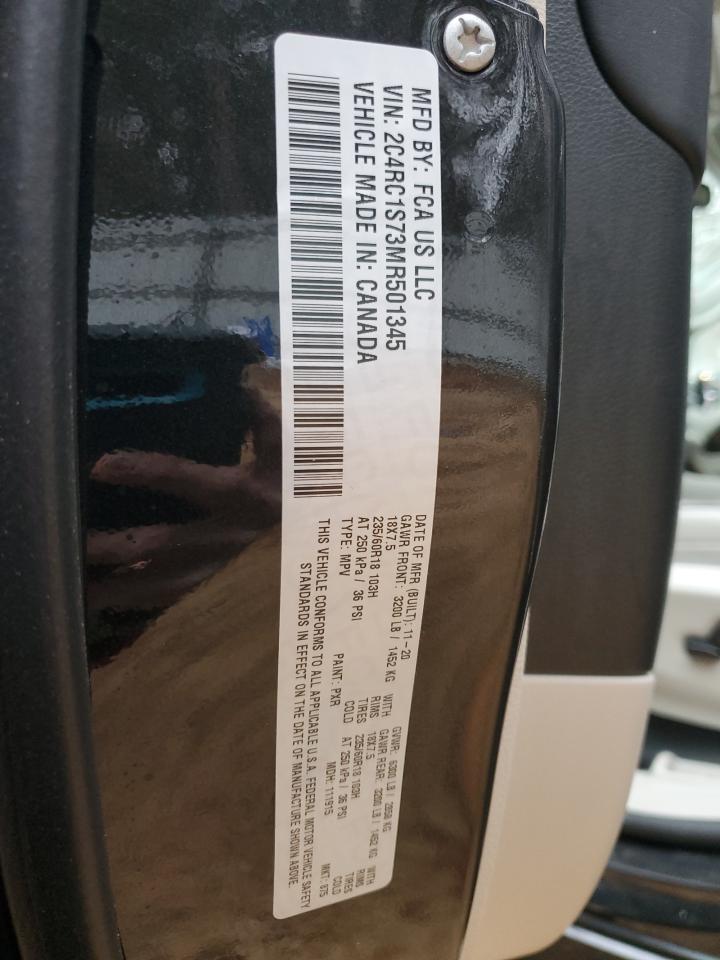 MFD BY: FCA US LLC
VIN: 2C4RC1S73MR501345
VEHICLE MADE IN: CANADA
DATE OF MFR (BUILT): 11-20
GAWR FRONT: 3200 LB / 1452 KG WITH
18X7.5 RIMS
235/60R18 103H TIRES
AT 250 kPa / 36 PSI COLD
GVWR: 6300 LB / 2858 KG
GAWR REAR: 3200 LB / 1452 KG WITH
18X7.5 RIMS
235/60R18 103H TIRES
AT 250 kPa / 36 PSI COLD
TYPE: MPV PAINT: PXR MDH: 111915 MKT: 875
THIS VEHICLE CONFORMS TO ALL APPLICABLE U.S.A. FEDERAL MOTOR VEHICLE SAFETY
STANDARDS IN EFFECT ON THE DATE OF MANUFACTURE SHOWN ABOVE.